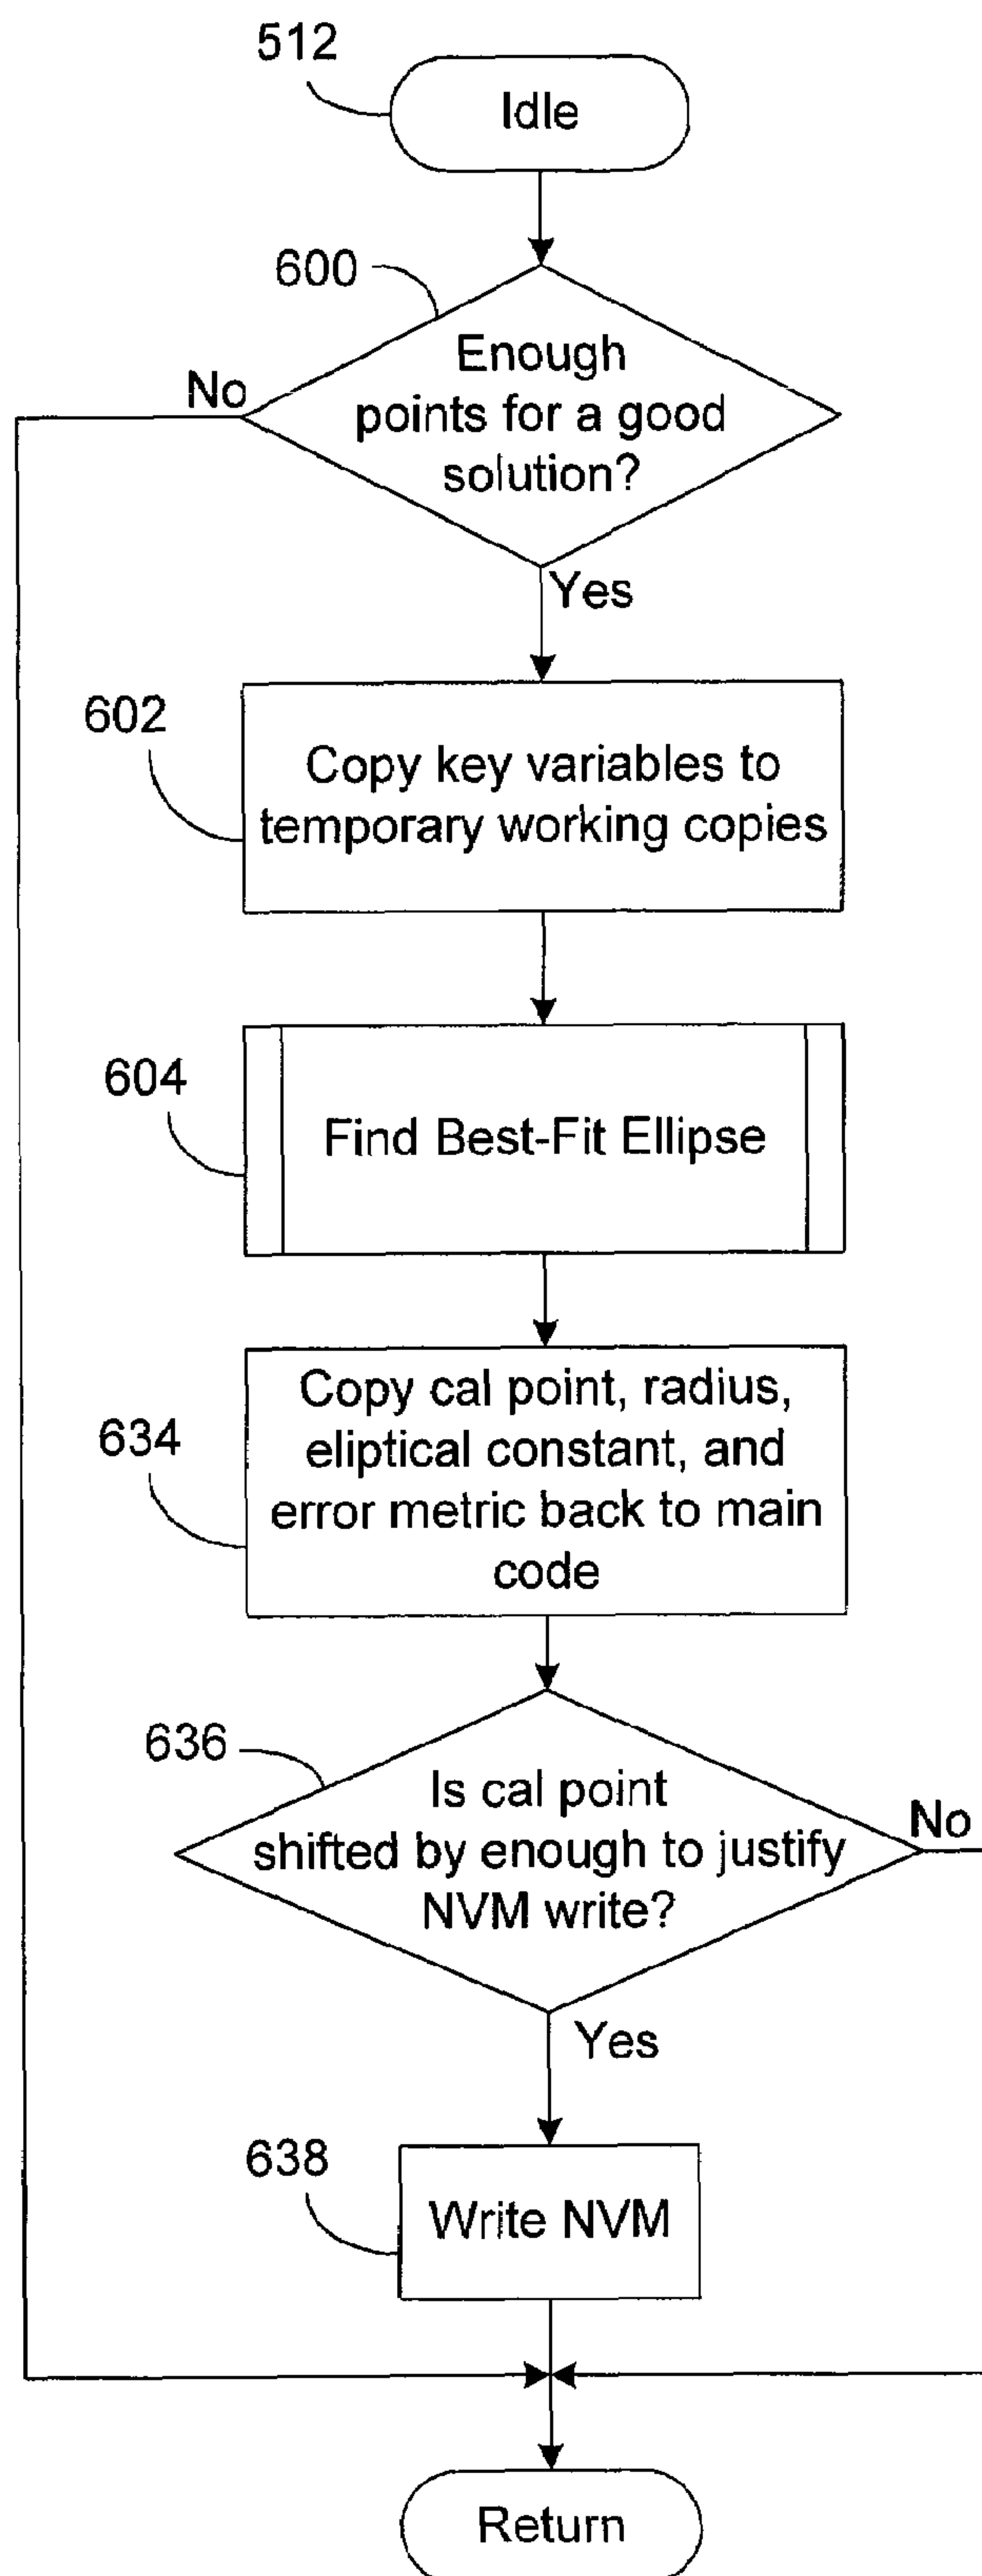 512
Idle
600
Enough
points for a good
solution?
No
Yes
602
Copy key variables to
temporary working copies
604
Find Best-Fit Ellipse
634
Copy cal point, radius,
eliptical constant, and
error metric back to main
code
636
Is cal point
shifted by enough to justify
NVM write?
No
Yes
638
Write NVM
Return